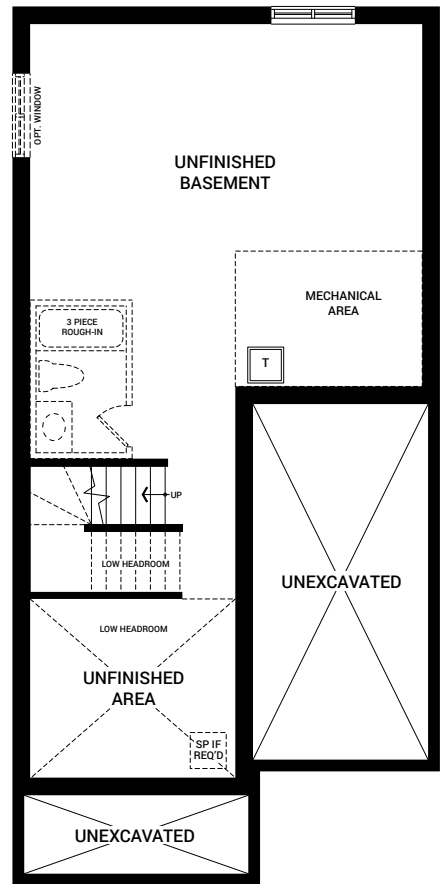 OPT. WINDOW
UNFINISHED
BASEMENT
MECHANICAL
AREA
3 PIECE
ROUGH-IN
T
UP
LOW HEADROOM
UNEXCAVATED
LOW HEADROOM
UNFINISHED
AREA
SP IF
REQ'D
UNEXCAVATED